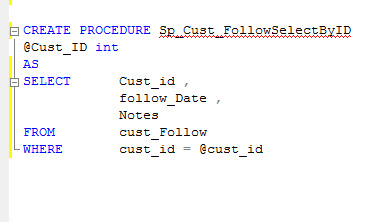 CREATE PROCEDURE Sp_Cust_FollowSelectByID
@Cust_ID int
AS
SELECT Cust_id ,
follow_Date ,
Notes
FROM cust_Follow
WHERE cust_id = @cust_id